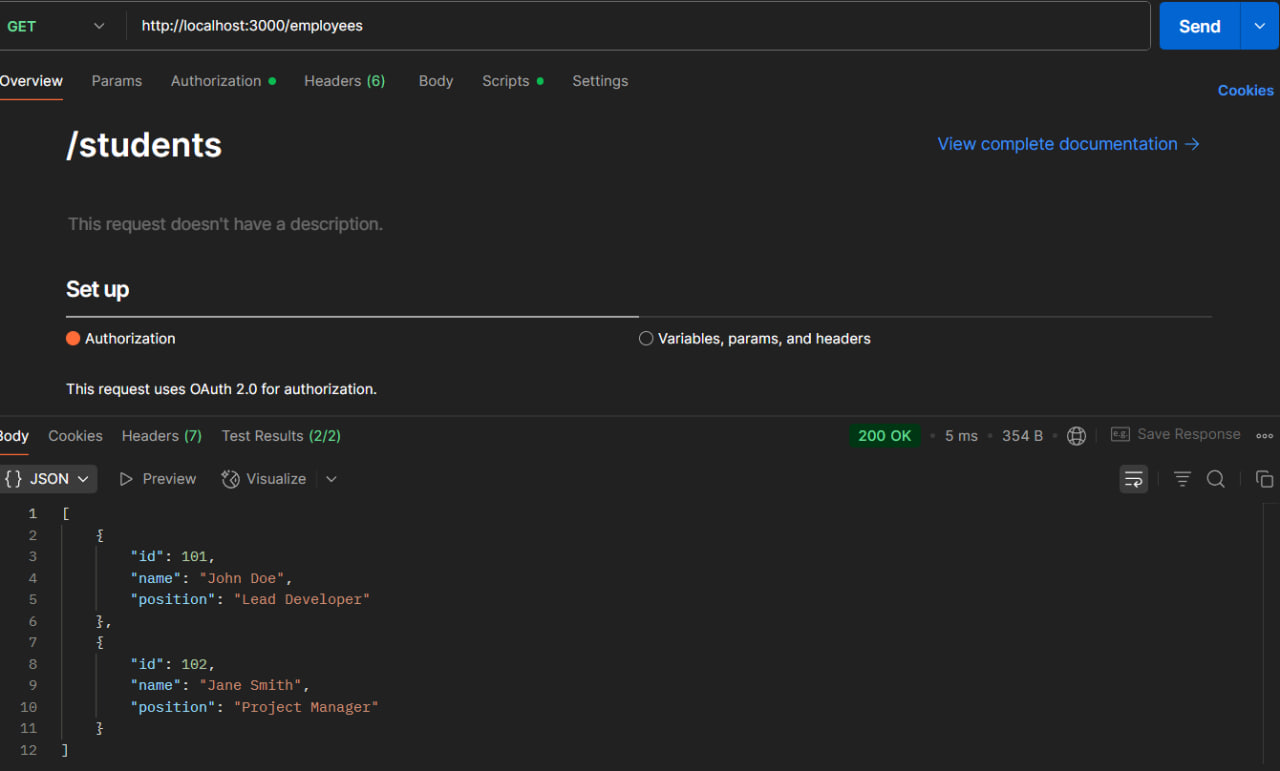 GET http://localhost:3000/employees Send
Overview Params Authorization Headers (6) Body Scripts Settings
Cookies
/students View complete documentation →
This request doesn't have a description.
Set up
Authorization Variables, params, and headers
This request uses OAuth 2.0 for authorization.
Body Cookies Headers (7) Test Results (2/2) 200 OK • 5 ms • 354 B • e.g. Save Response
{} JSON Preview Visualize
1 [
2 {
3 "id": 101,
4 "name": "John Doe",
5 "position": "Lead Developer"
6 },
7 {
8 "id": 102,
9 "name": "Jane Smith",
10 "position": "Project Manager"
11 }
12 ]